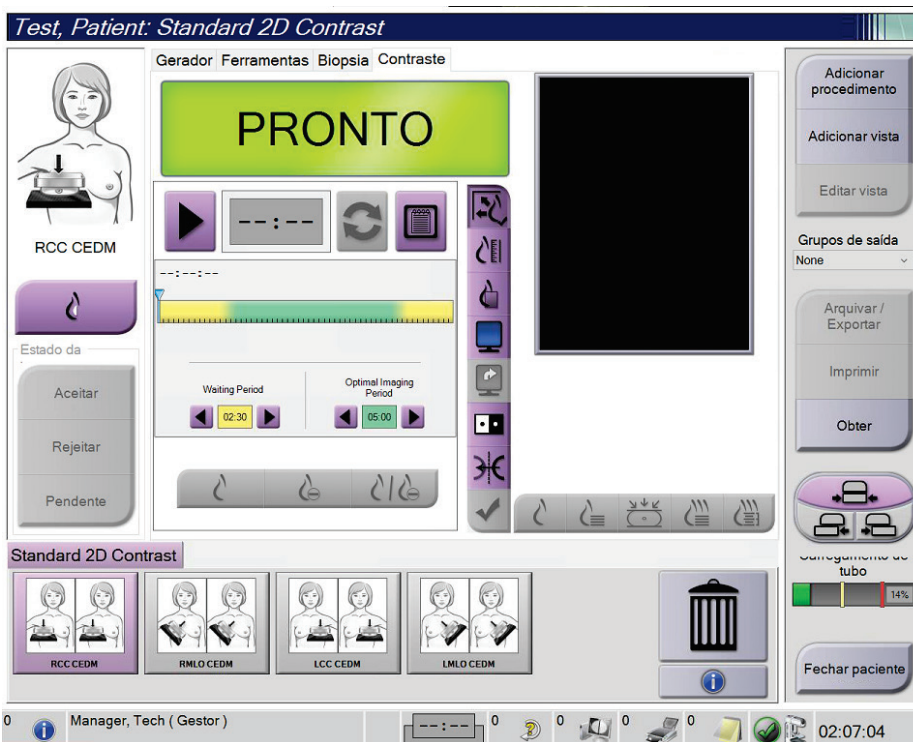 Test, Patient: Standard 2D Contrast
Gerador Ferramentas Biopsia Contraste
PRONTO
RCC CEDM
--:--
--:--:--
Waiting Period
Optimal Imaging
Period
02:30
05:00
Estado da
Aceitar
Rejeitar
Pendente
Adicionar
procedimento
Adicionar vista
Editar vista
Grupos de saída
None
Arquivar /
Exportar
Imprimir
Obter
tubo
14%
Fechar paciente
Standard 2D Contrast
RCC CEDM
RMLO CEDM
LCC CEDM
LMLO CEDM
0
Manager, Tech ( Gestor )
--:--
0
0
0
0
02:07:04